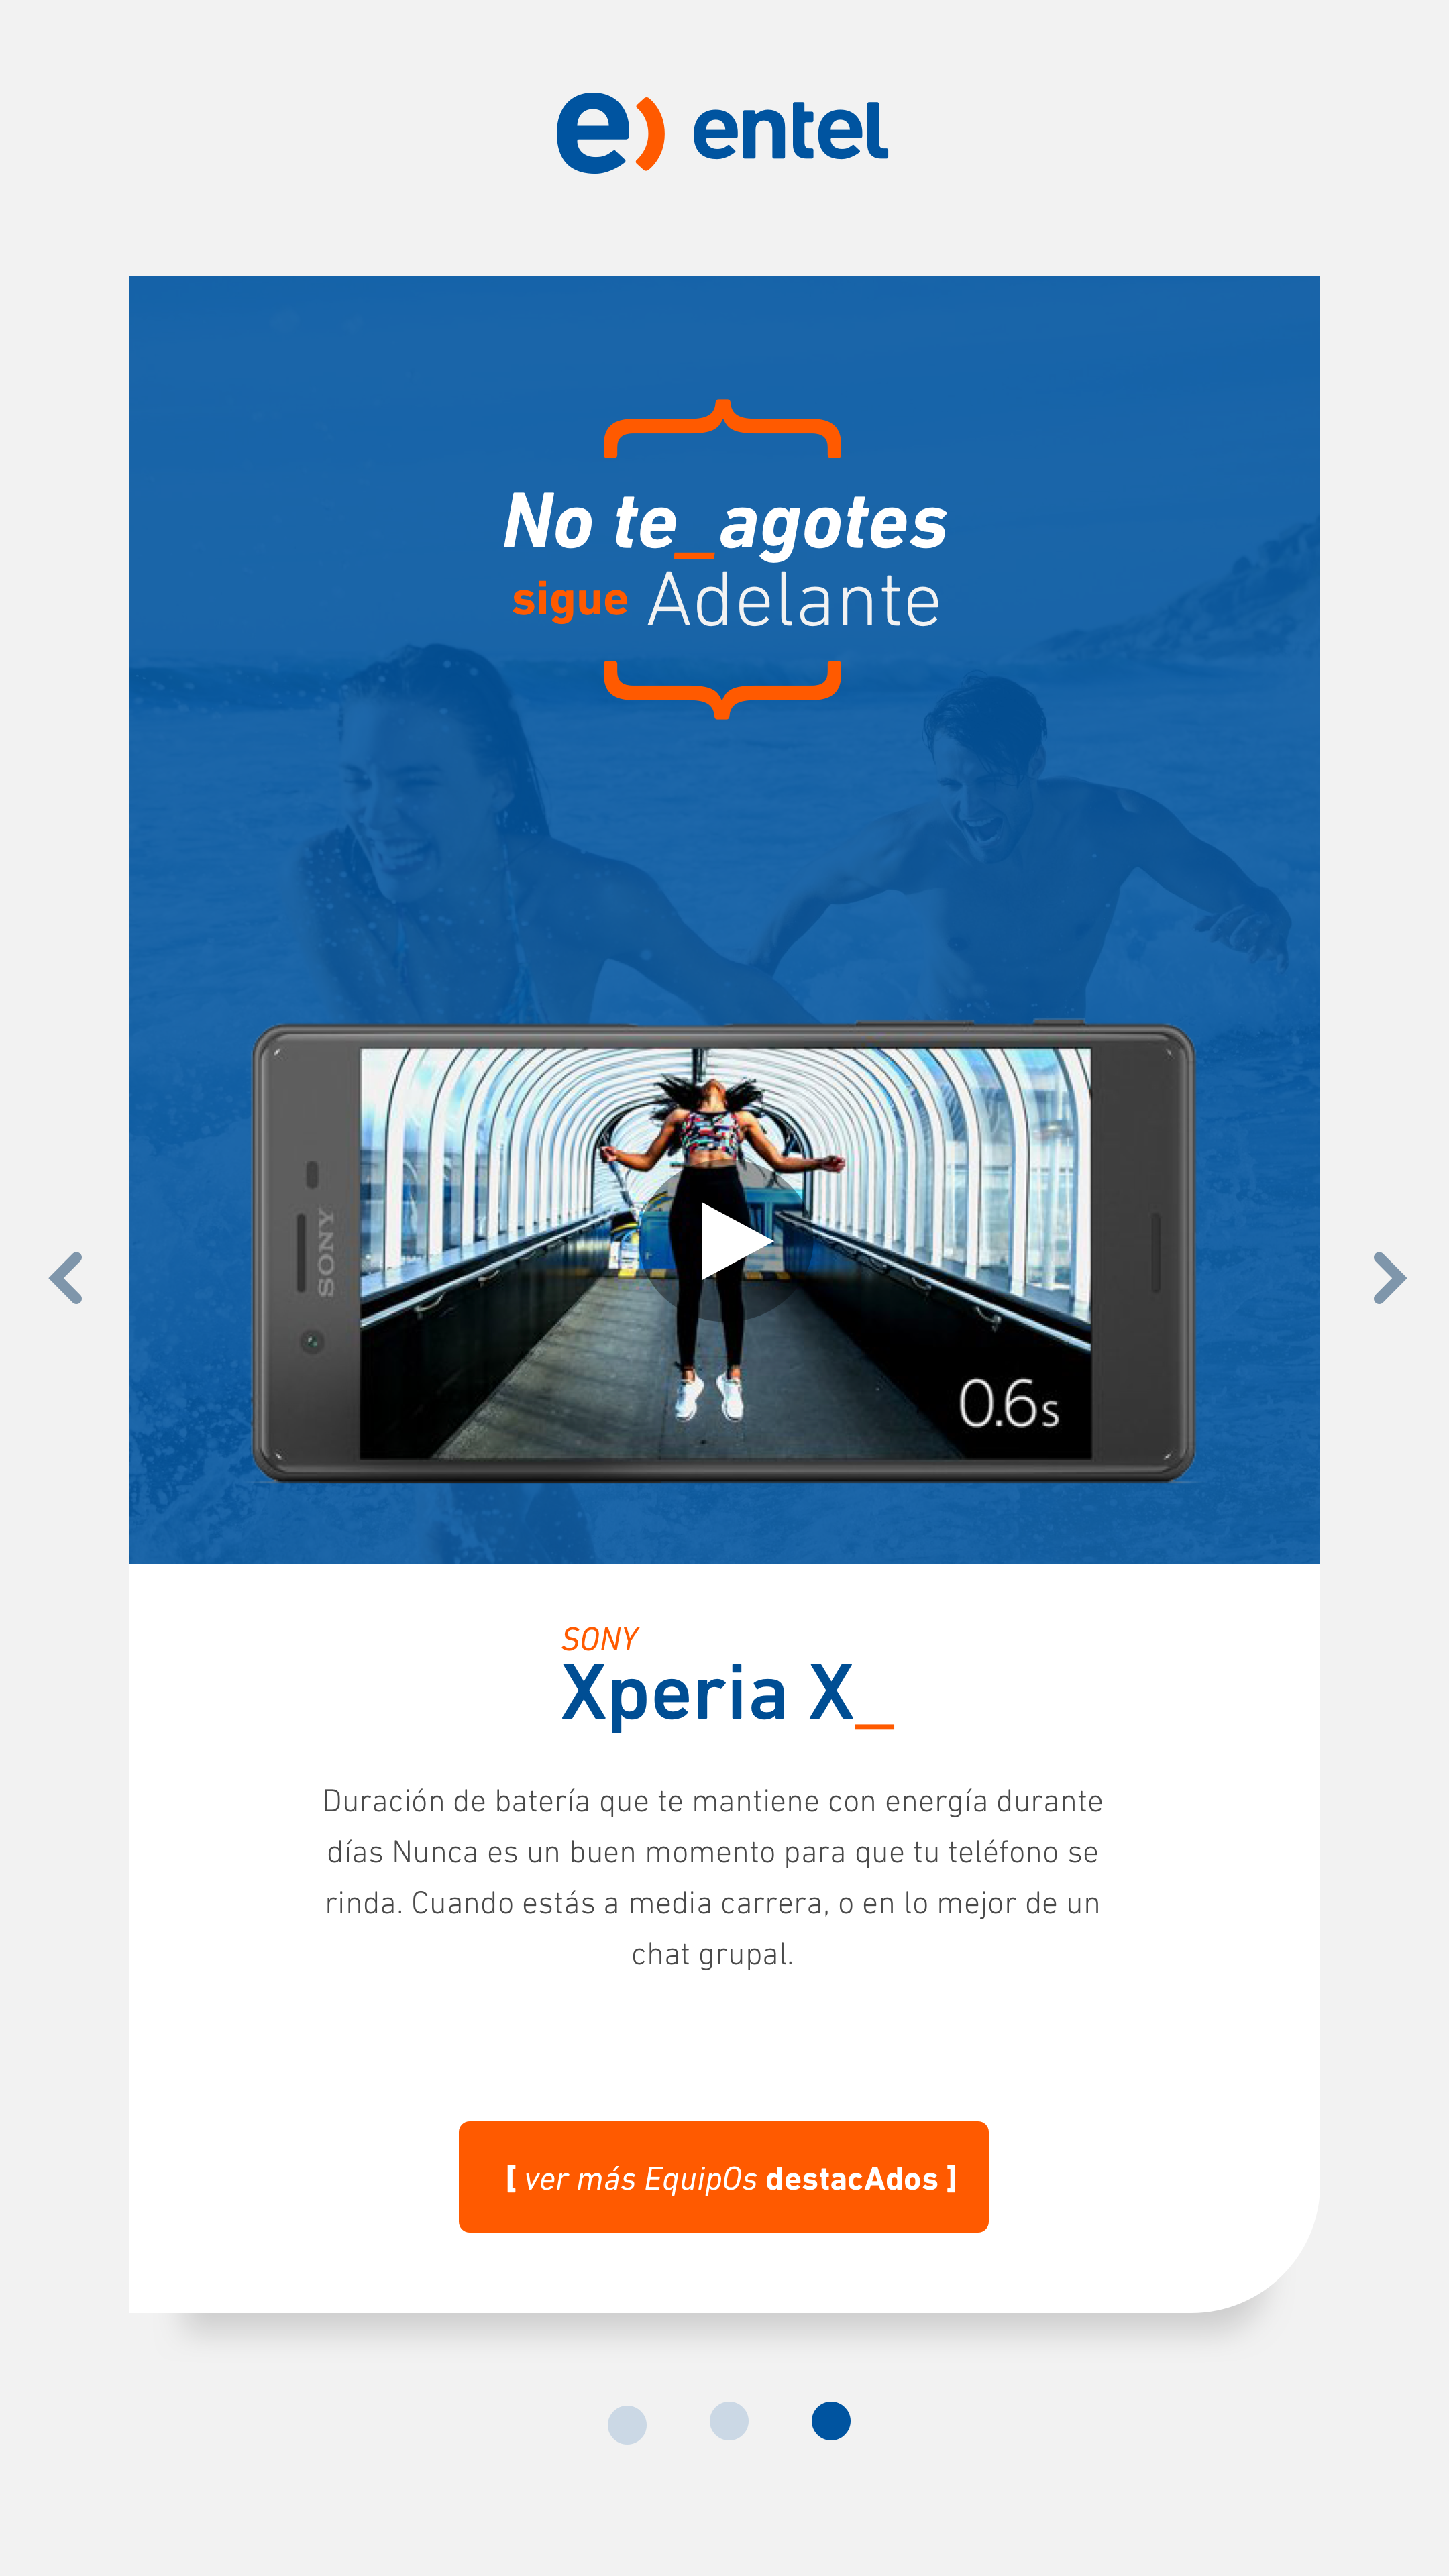 e) entel
No te_agotes
sigue Adelante
SONY
0.6s
SONY
Xperia X_
Duración de batería que te mantiene con energía durante
días Nunca es un buen momento para que tu teléfono se
rinda. Cuando estás a media carrera, o en lo mejor de un
chat grupal.
[ ver más EquipOs destacAdos ]